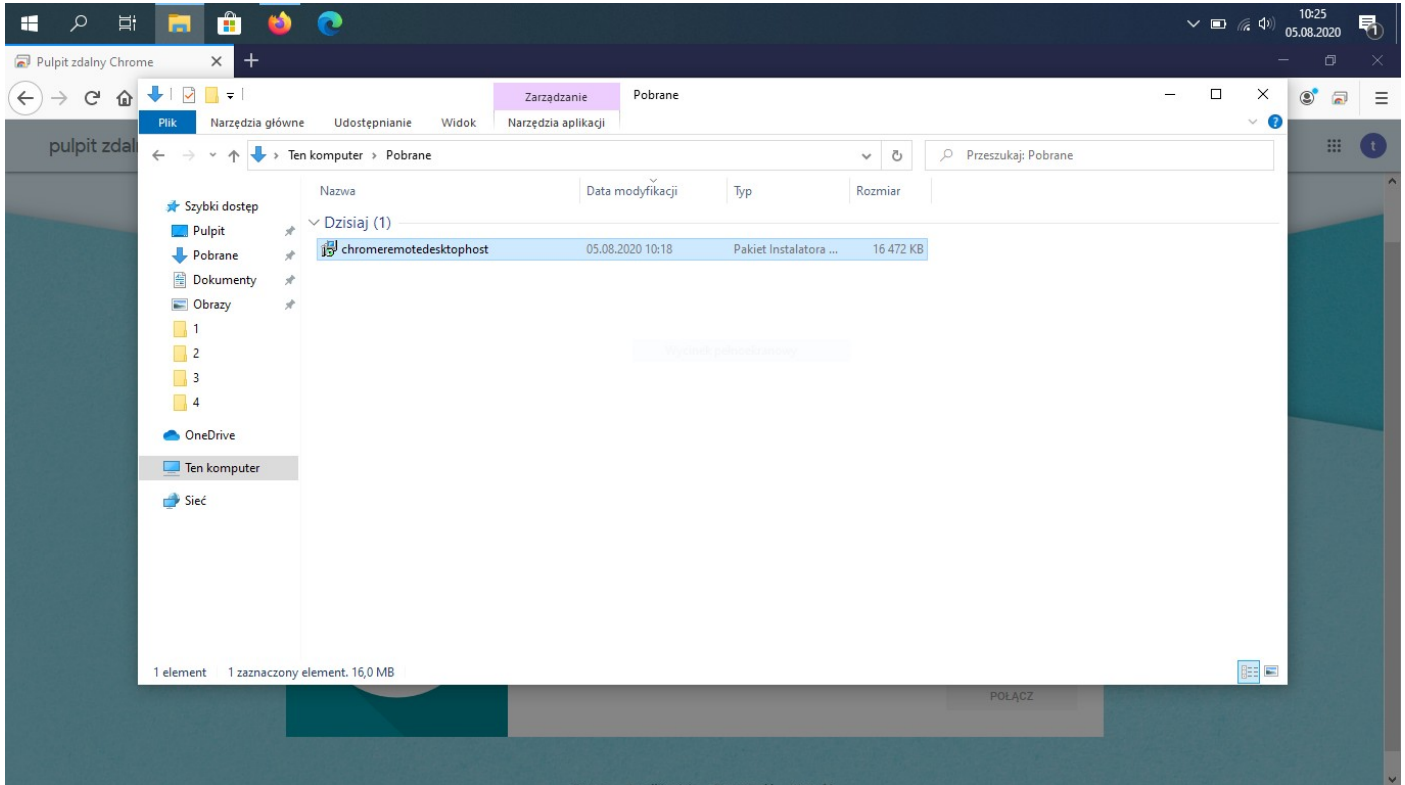 10:25
05.08.2020
Pulpit zdalny Chrome
Zarządzanie
Pobrane
Plik Narzędzia główne Udostępnianie Widok Narzędzia aplikacji
pulpit zdal
t
Ten komputer › Pobrane
Przeszukaj: Pobrane
Nazwa Data modyfikacji Typ Rozmiar
Szybki dostęp
Dzisiaj (1)
Pulpit
chromeremotedesktophost 05.08.2020 10:18 Pakiet Instalatora ... 16 472 KB
Pobrane
Dokumenty
Obrazy
1
2
3
4
OneDrive
Ten komputer
Sieć
1 element 1 zaznaczony element. 16,0 MB
POŁĄCZ